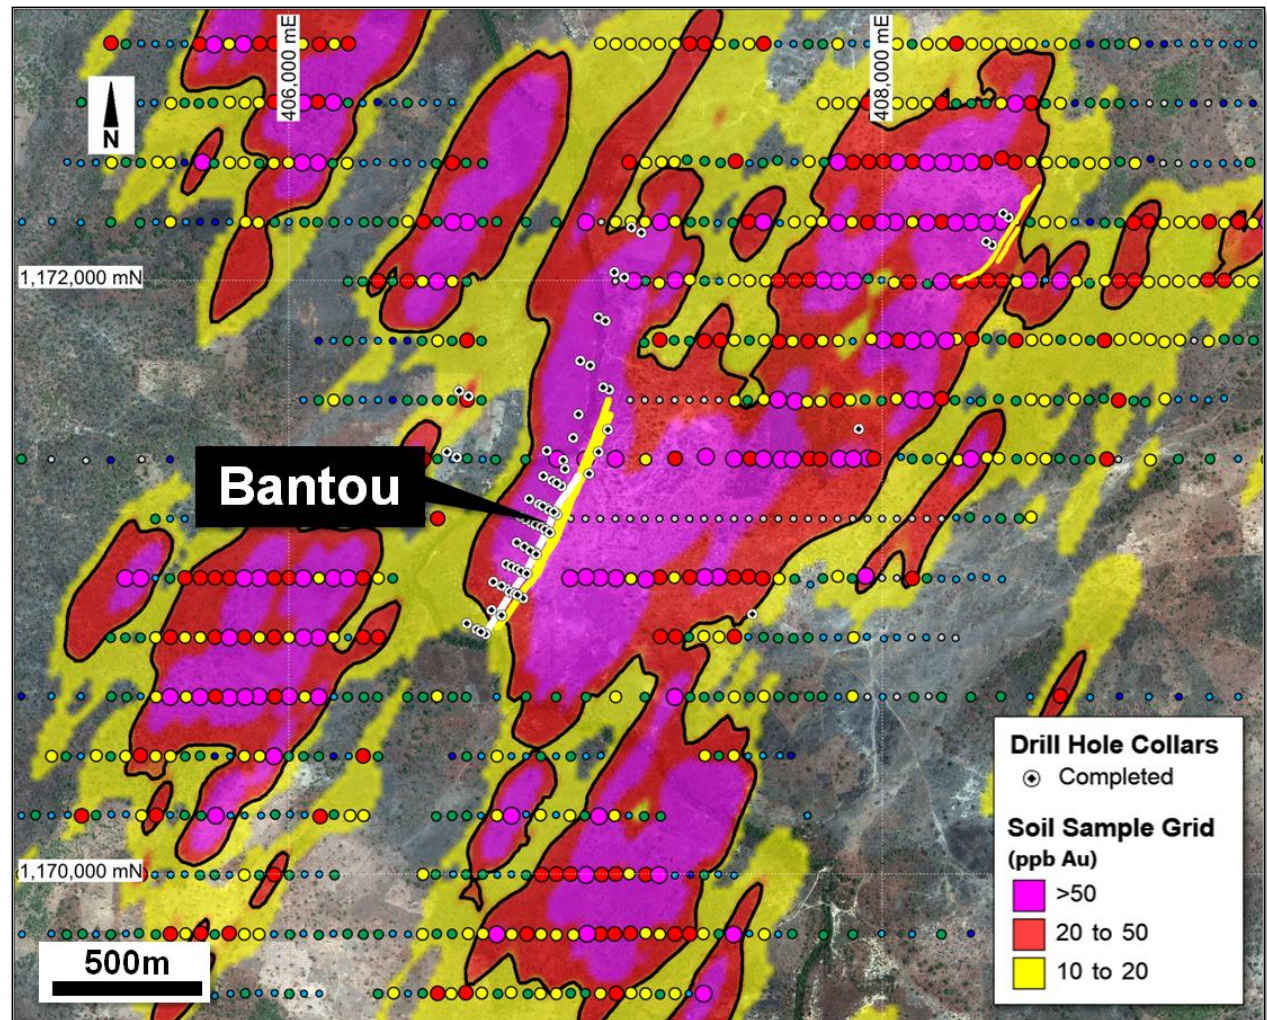 406,000 mE
408,000 mE
N
1,172,000 mN
Bantou
1,170,000 mN
500m
Drill Hole Collars
Completed
Soil Sample Grid
(ppb Au)
>50
20 to 50
10 to 20